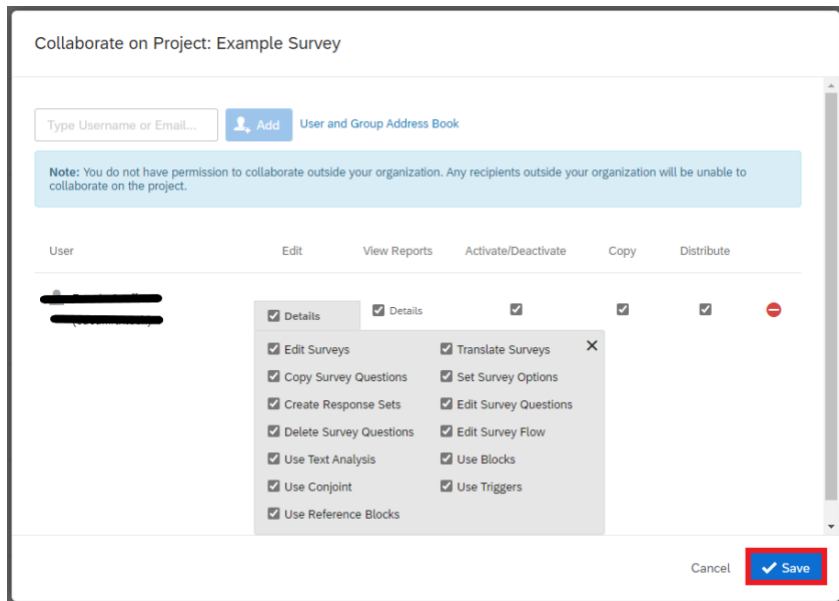 Collaborate on Project: Example Survey
Type Username or Email...
Add
User and Group Address Book
Note: You do not have permission to collaborate outside your organization. Any recipients outside your organization will be unable to
collaborate on the project.
User Edit View Reports Activate/Deactivate Copy Distribute
Details Details
Edit Surveys Translate Surveys
Copy Survey Questions Set Survey Options
Create Response Sets Edit Survey Questions
Delete Survey Questions Edit Survey Flow
Use Text Analysis Use Blocks
Use Conjoint Use Triggers
Use Reference Blocks
Cancel Save